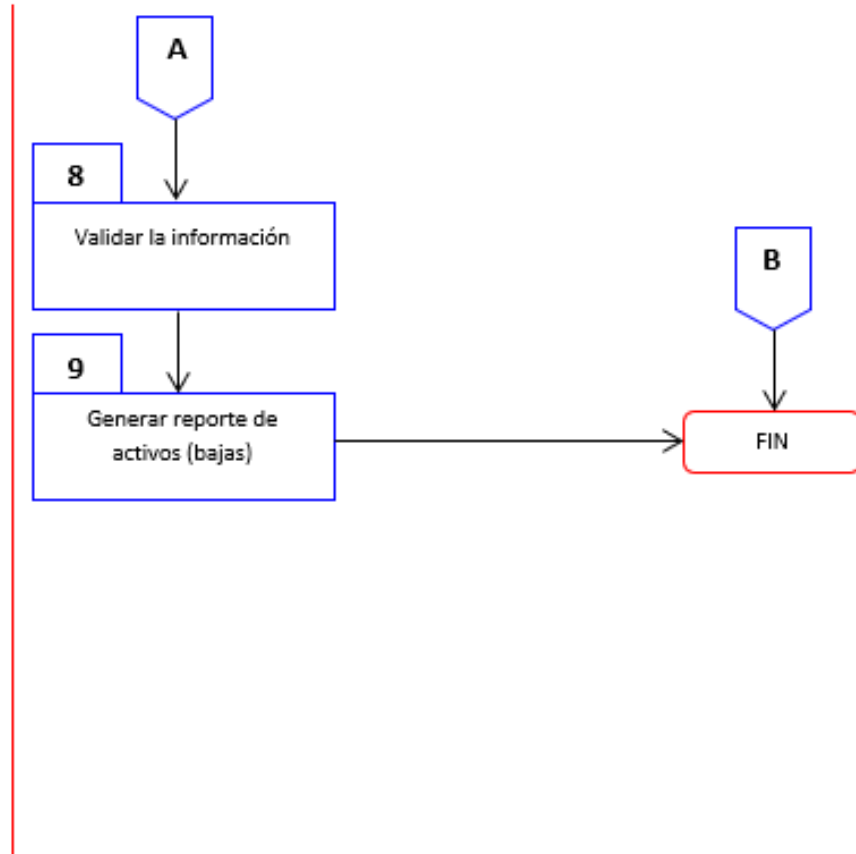 A
8
Validar la información
B
9
Generar reporte de
activos (bajas)
FIN